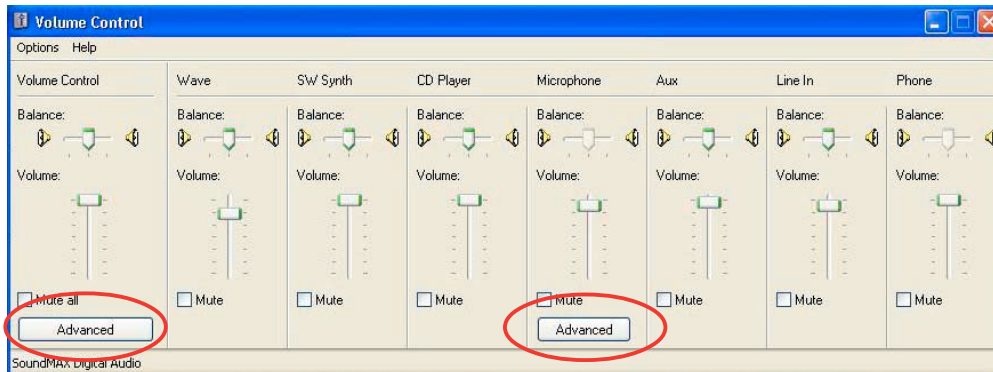 Volume Control
Options Help
Volume Control Wave SW Synth CD Player Microphone Aux Line In Phone
Balance: Balance: Balance: Balance: Balance: Balance: Balance: Balance:
Volume: Volume: Volume: Volume: Volume: Volume: Volume: Volume:
Mute all Mute Mute Mute Mute Mute Mute Mute
Advanced Advanced
SoundMAX Digital Audio